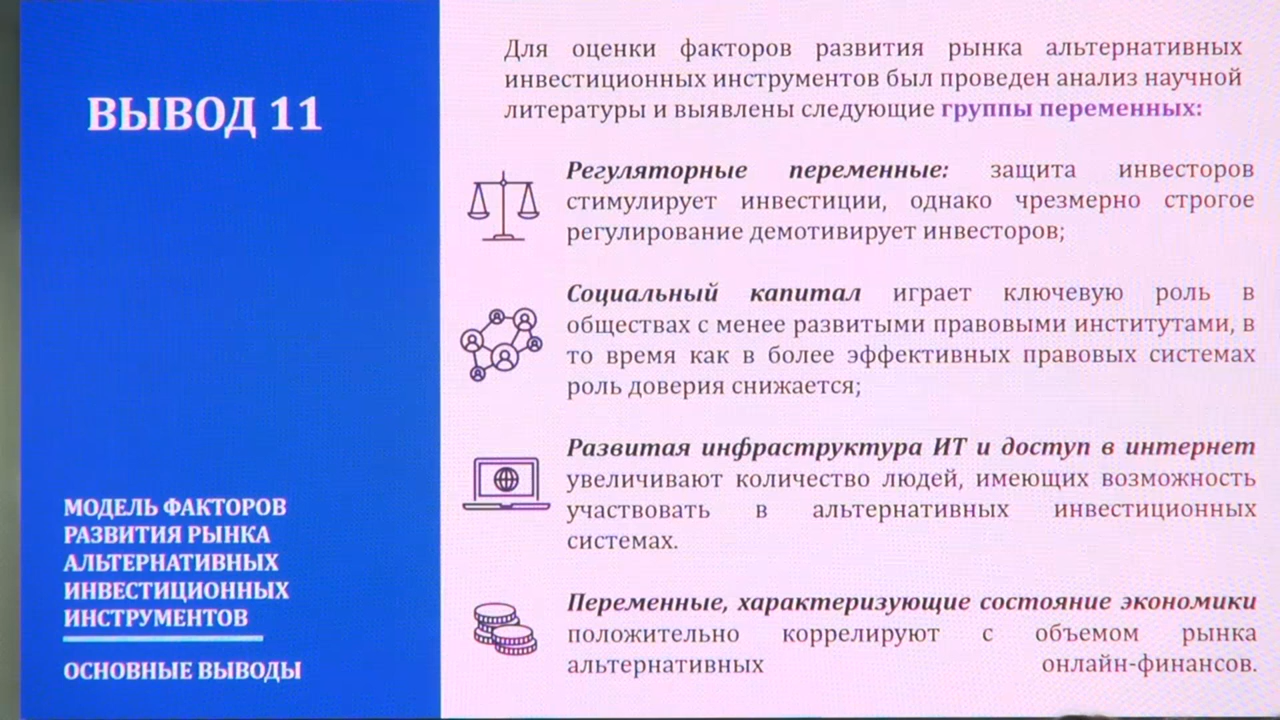 ВЫВОД 11
МОДЕЛЬ ФАКТОРОВ
РАЗВИТИЯ РЫНКА
АЛЬТЕРНАТИВНЫХ
ИНВЕСТИЦИОННЫХ
ИНСТРУМЕНТОВ
ОСНОВНЫЕ ВЫВОДЫ
Для оценки факторов развития рынка альтернативных
инвестиционных инструментов был проведен анализ научной
литературы и выявлены следующие группы переменных:
Регуляторные переменные: защита инвесторов
стимулирует инвестиции, однако чрезмерно строгое
регулирование демотивирует инвесторов;
Социальный капитал играет ключевую роль в
обществах с менее развитыми правовыми институтами, в
то время как в более эффективных правовых системах
роль доверия снижается;
Развитая инфраструктура ИТ и доступ в интернет
увеличивают количество людей, имеющих возможность
участвовать в альтернативных инвестиционных
системах.
Переменные, характеризующие состояние экономики
положительно коррелируют с объемом рынка
альтернативных онлайн-финансов.